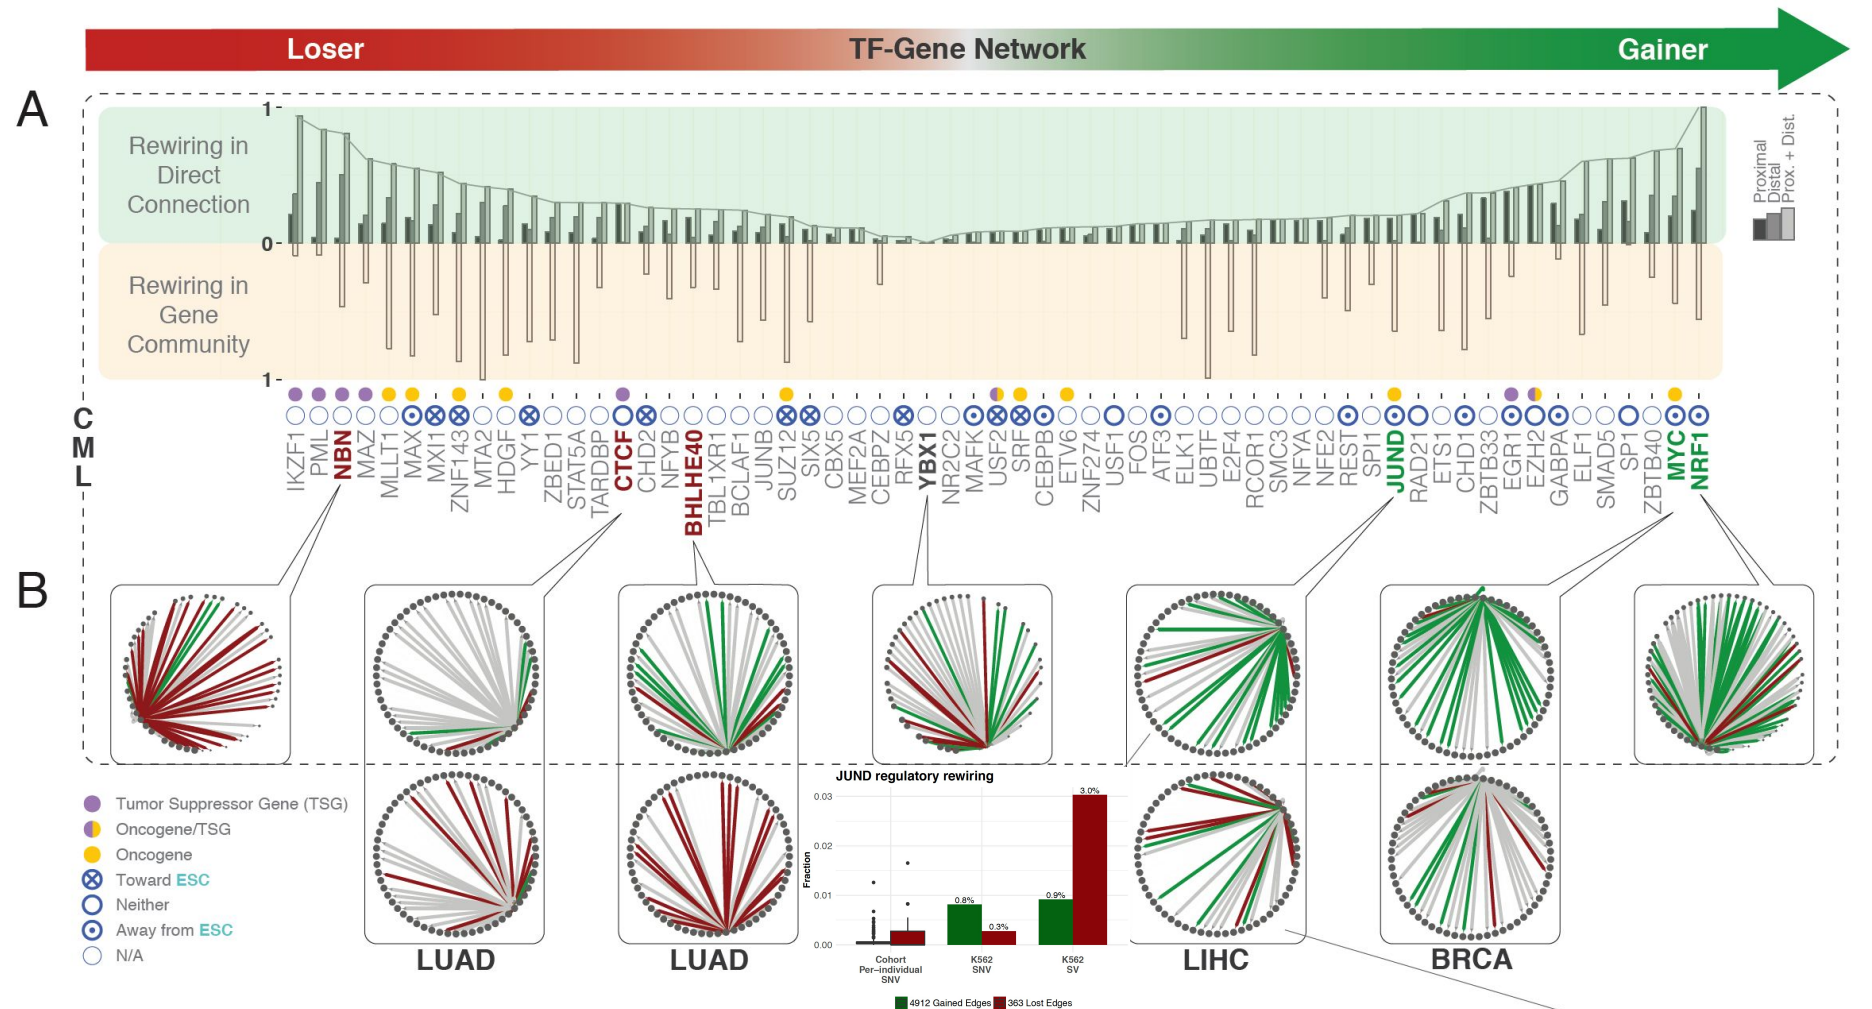 Loser TF-Gene Network Gainer
A
1
Rewiring in
Direct
Connection
0
Rewiring in
Gene
Community
1
Proximal
Distal
Prox. + Dist.
C
M
L
IKZF1
PML
NBN
MAZ
MLLT1
MAX
MXI1
ZNF143
MTA2
HDGF
YY1
ZBED1
STAT5A
TARDBP
CTCF
CHD2
NFYB
BHLHE40
TBL1XR1
BCLAF1
JUNB
SUZ12
SIX5
CBX5
MEF2A
CEBPZ
RFX5
YBX1
NR2C2
MAFK
USF2
SRF
CEBPB
ETV6
ZNF274
USF1
FOS
ATF3
ELK1
UBTF
E2F4
RCOR1
SMC3
NFYA
NFE2
REST
SPI1
JUND
RAD21
ETS1
CHD1
ZBTB33
EGR1
EZH2
GABPA
ELF1
SMAD5
SP1
ZBTB40
MYC
NRF1
B
Tumor Suppressor Gene (TSG)
Oncogene/TSG
Oncogene
Toward ESC
Neither
Away from ESC
N/A
LUAD
LUAD
JUND regulatory rewiring
Fraction
0.03
0.02
0.01
0.00
0.8%
0.3%
0.9%
3.0%
Cohort
Per-individual
SNV
K562
SNV
K562
SV
4912 Gained Edges 363 Lost Edges
LIHC
BRCA